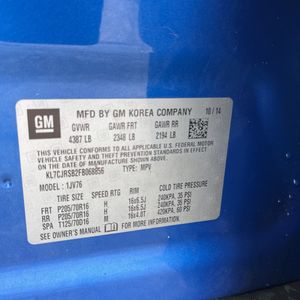 GM
MFD BY GM KOREA COMPANY 10/14
GVWR GAWR FRT GAWR RR
4387 LB 2348 LB 2194 LB
THIS VEHICLE CONFORMS TO ALL APPLICABLE
U.S. FEDERAL MOTOR VEHICLE SAFETY, BUMPER
AND THEFT PREVENTION STANDARDS IN EFFECT
ON THE DATE OF MANUFACTURE SHOWN ABOVE.
KL7CJRSB2FB068856 TYPE: MPV
MODEL: 1JV76
TIRE SIZE SPEED RTG RIM COLD TIRE PRESSURE
FRT P205/70R16 H 16x6.5J 240KPA, 35 PSI
RR P205/70R16 H 16x6.5J 240KPA, 35 PSI
SPA T125/70D16 M 16x4.0T 420KPA, 60 PSI
SEE OWNER'S MANUAL FOR MORE INFORMATION.